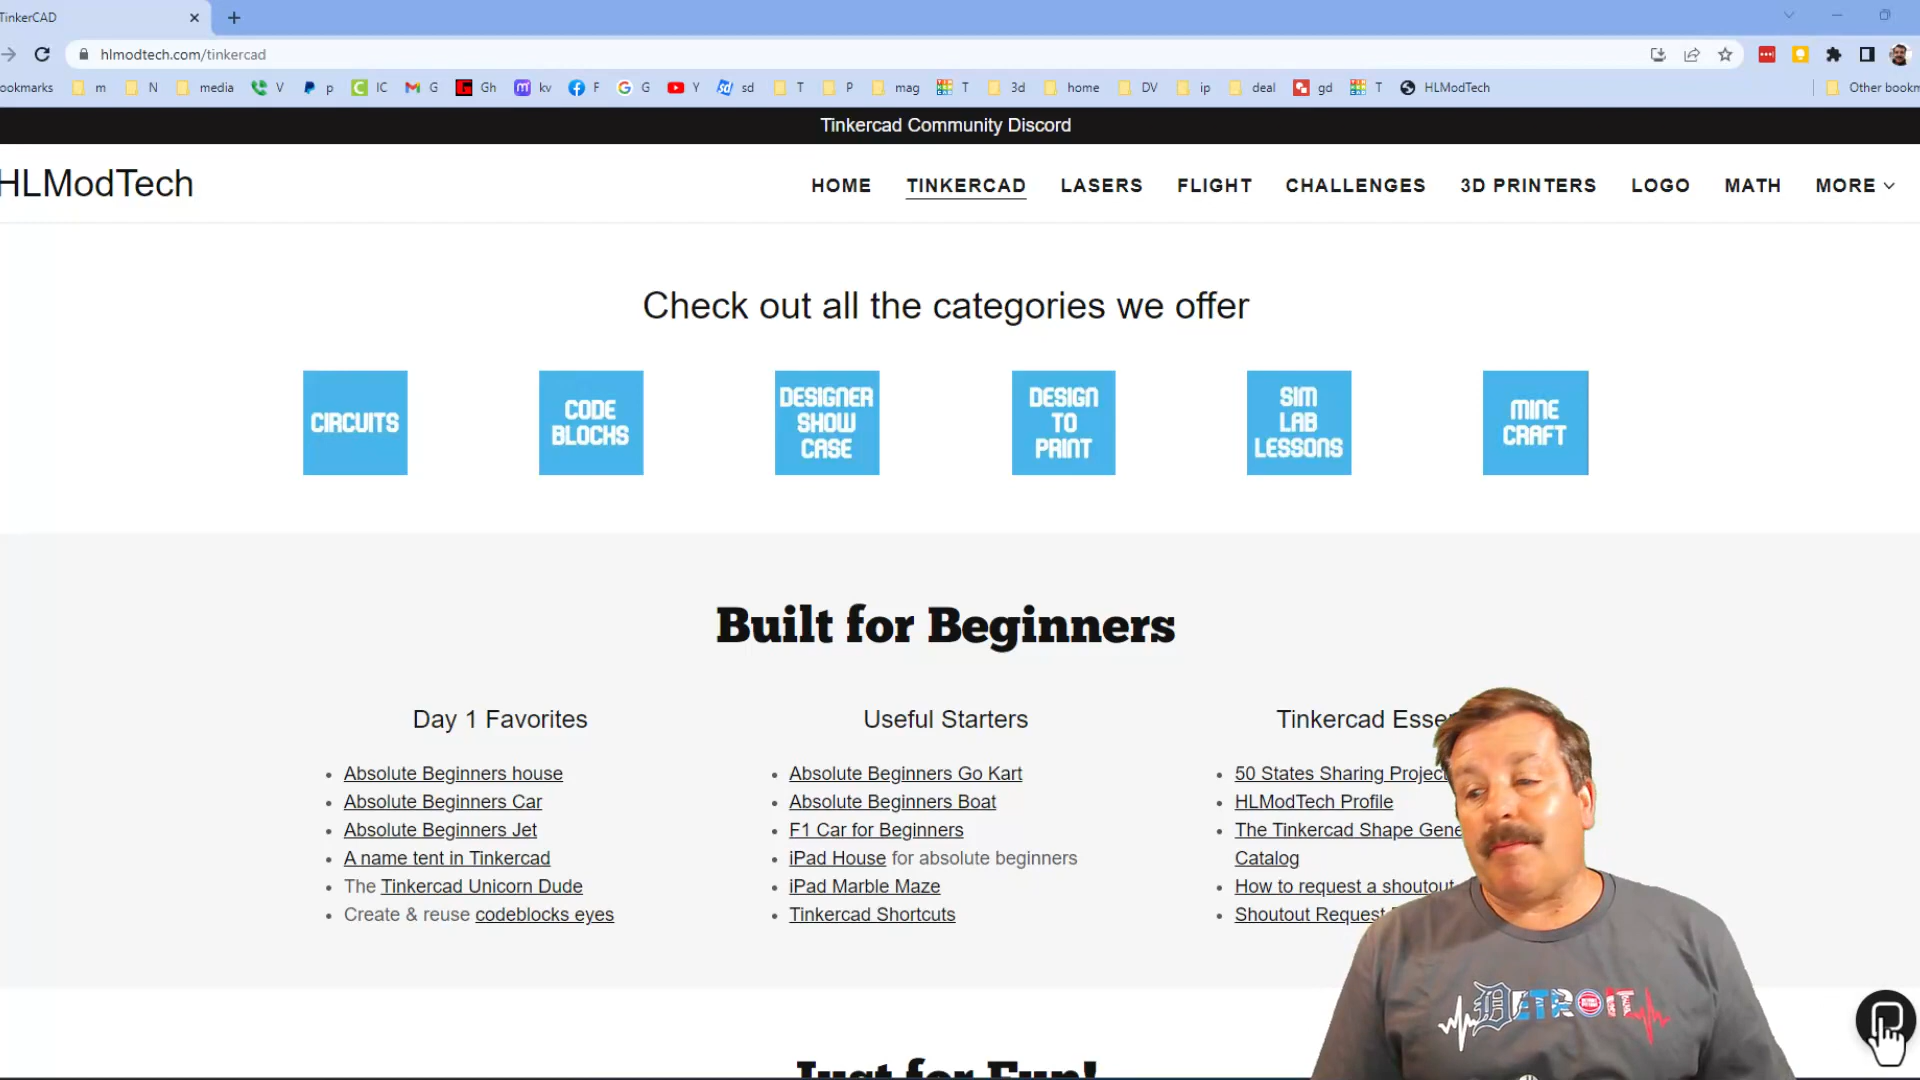 TinkerCAD
hlmodtech.com/tinkercad
ookmarks m N media V p IC G Gh kv F G Y sd T P mag T 3d home DV ip deal gd T HLModTech Other bookm
Tinkercad Community Discord
HLModTech HOME TINKERCAD LASERS FLIGHT CHALLENGES 3D PRINTERS LOGO MATH MORE
Check out all the categories we offer
CIRCUITS
CODE
BLOCKS
DESIGNER
SHOW
CASE
DESIGN
TO
PRINT
SIM
LAB
LESSONS
MINE
CRAFT
Built for Beginners
Day 1 Favorites
Absolute Beginners house
Absolute Beginners Car
Absolute Beginners Jet
A name tent in Tinkercad
The Tinkercad Unicorn Dude
Create & reuse codeblocks eyes
Useful Starters
Absolute Beginners Go Kart
Absolute Beginners Boat
F1 Car for Beginners
iPad House for absolute beginners
iPad Marble Maze
Tinkercad Shortcuts
Tinkercad Esse
50 States Sharing Project
HLModTech Profile
The Tinkercad Shape Gene
Catalog
How to request a shoutout
Shoutout Request
DETROIT
Just for Fun!